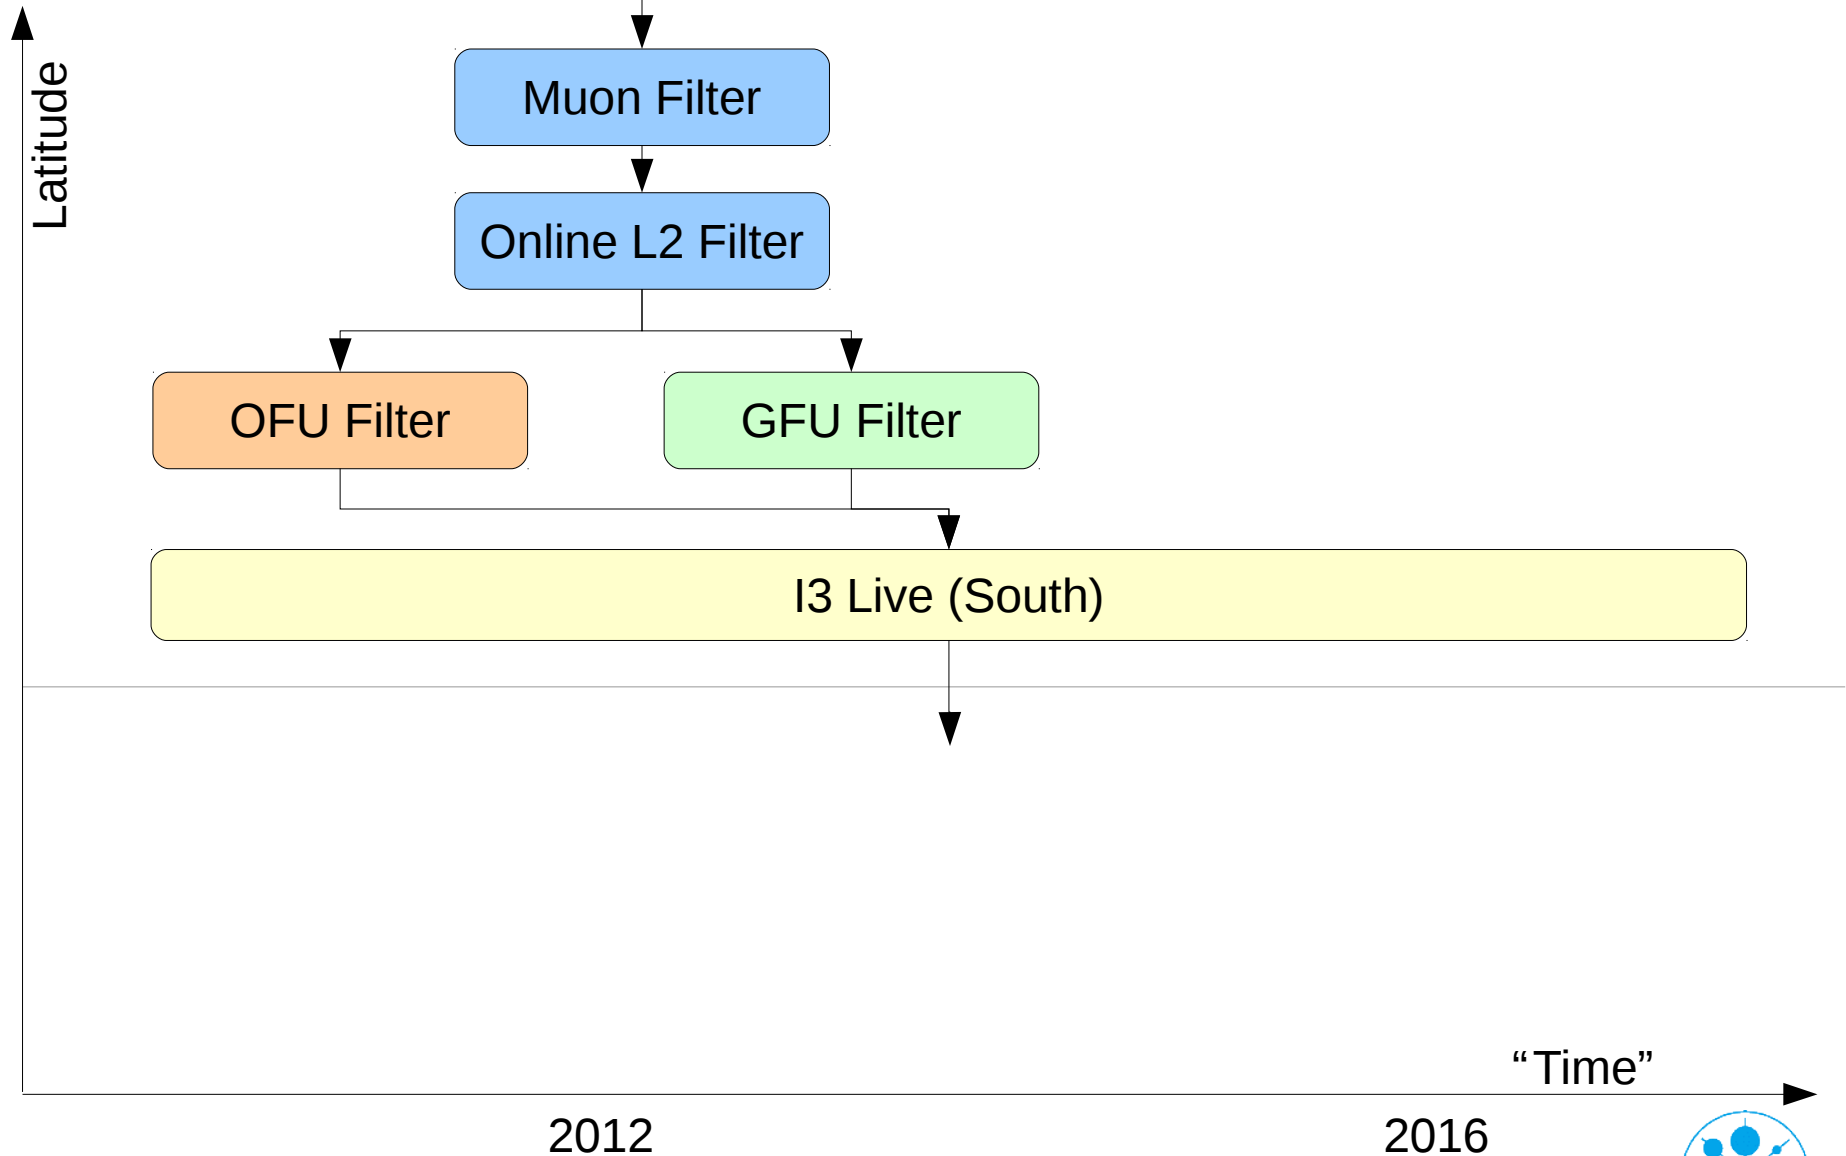 Latitude
Muon Filter
Online L2 Filter
OFU Filter
GFU Filter
I3 Live (South)
“Time”
2012
2016